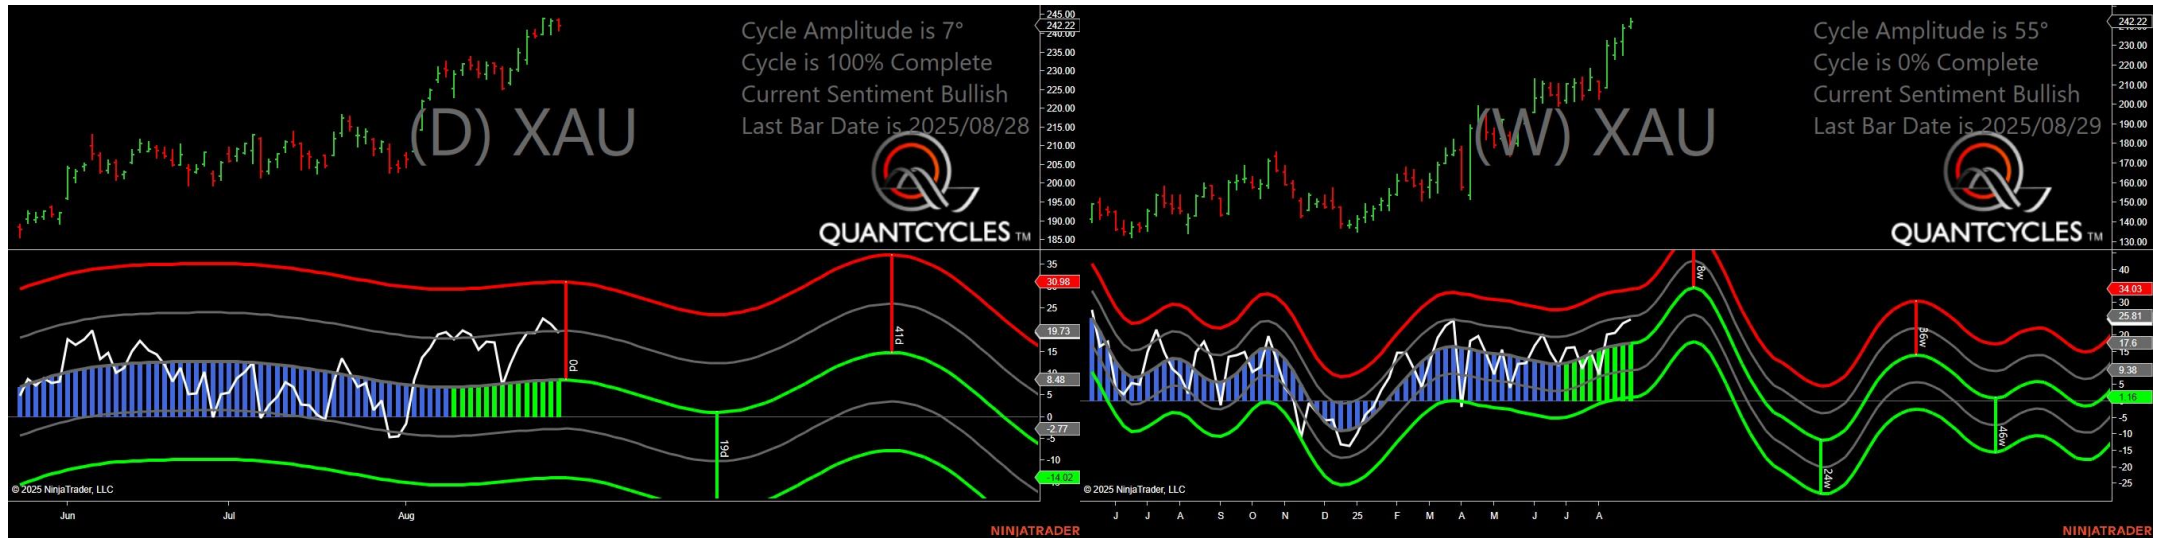 Cycle Amplitude is 7°
Cycle is 100% Complete
Current Sentiment Bullish
Last Bar Date is 2025/08/28
(D) XAU
QUANTCYCLES TM
245.00
242.22
240.00
235.00
230.00
225.00
220.00
215.00
210.00
205.00
200.00
195.00
190.00
185.00
35
30.98
25
19.73
15
10
8.48
5
0
-2.77
-5
-10
-14.02
0d
19d
41d
© 2025 NinjaTrader, LLC
Jun Jul Aug
NINJATRADER
Cycle Amplitude is 55°
Cycle is 0% Complete
Current Sentiment Bullish
Last Bar Date is 2025/08/29
(W) XAU
QUANTCYCLES TM
242.22
230.00
220.00
210.00
200.00
190.00
180.00
170.00
160.00
150.00
140.00
130.00
40
34.03
30
25.81
20
17.6
15
9.38
5
1.16
-5
-10
-15
-20
-25
8w
24w
36w
46w
© 2025 NinjaTrader, LLC
J J A S O N D 25 F M A M J J A
NINJATRADER